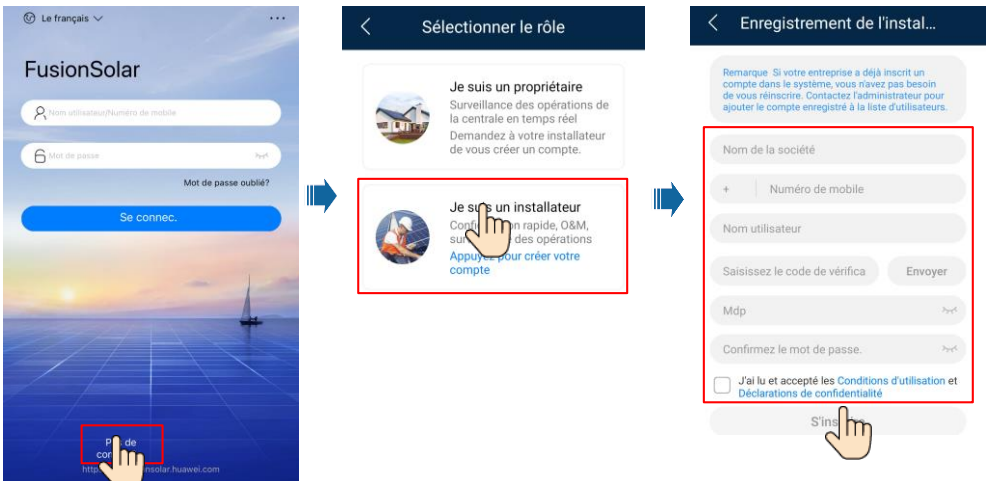 Le français
FusionSolar
Nom utilisateur/Numéro de mobile
Mot de passe
Mot de passe oublié?
Se connec.
de
Sélectionner le rôle
Je suis un propriétaire
Surveillance des opérations de
la centrale en temps réel
Demandez à votre installateur
de vous créer un compte.
Je suis un installateur
rapide, O&M,
des opérations
Appuyez pour créer votre
compte
Enregistrement de l'instal...
Remarque Si votre entreprise a déjà inscrit un
compte dans le système, vous n'avez pas besoin
de vous réinscrire. Contactez l'administrateur pour
ajouter le compte enregistré à la liste d'utilisateurs.
Nom de la société
+ Numéro de mobile
Nom utilisateur
Saisissez le code de vérifica
Envoyer
Mdp
Confirmez le mot de passe.
J'ai lu et accepté les Conditions d'utilisation et
Déclarations de confidentialité